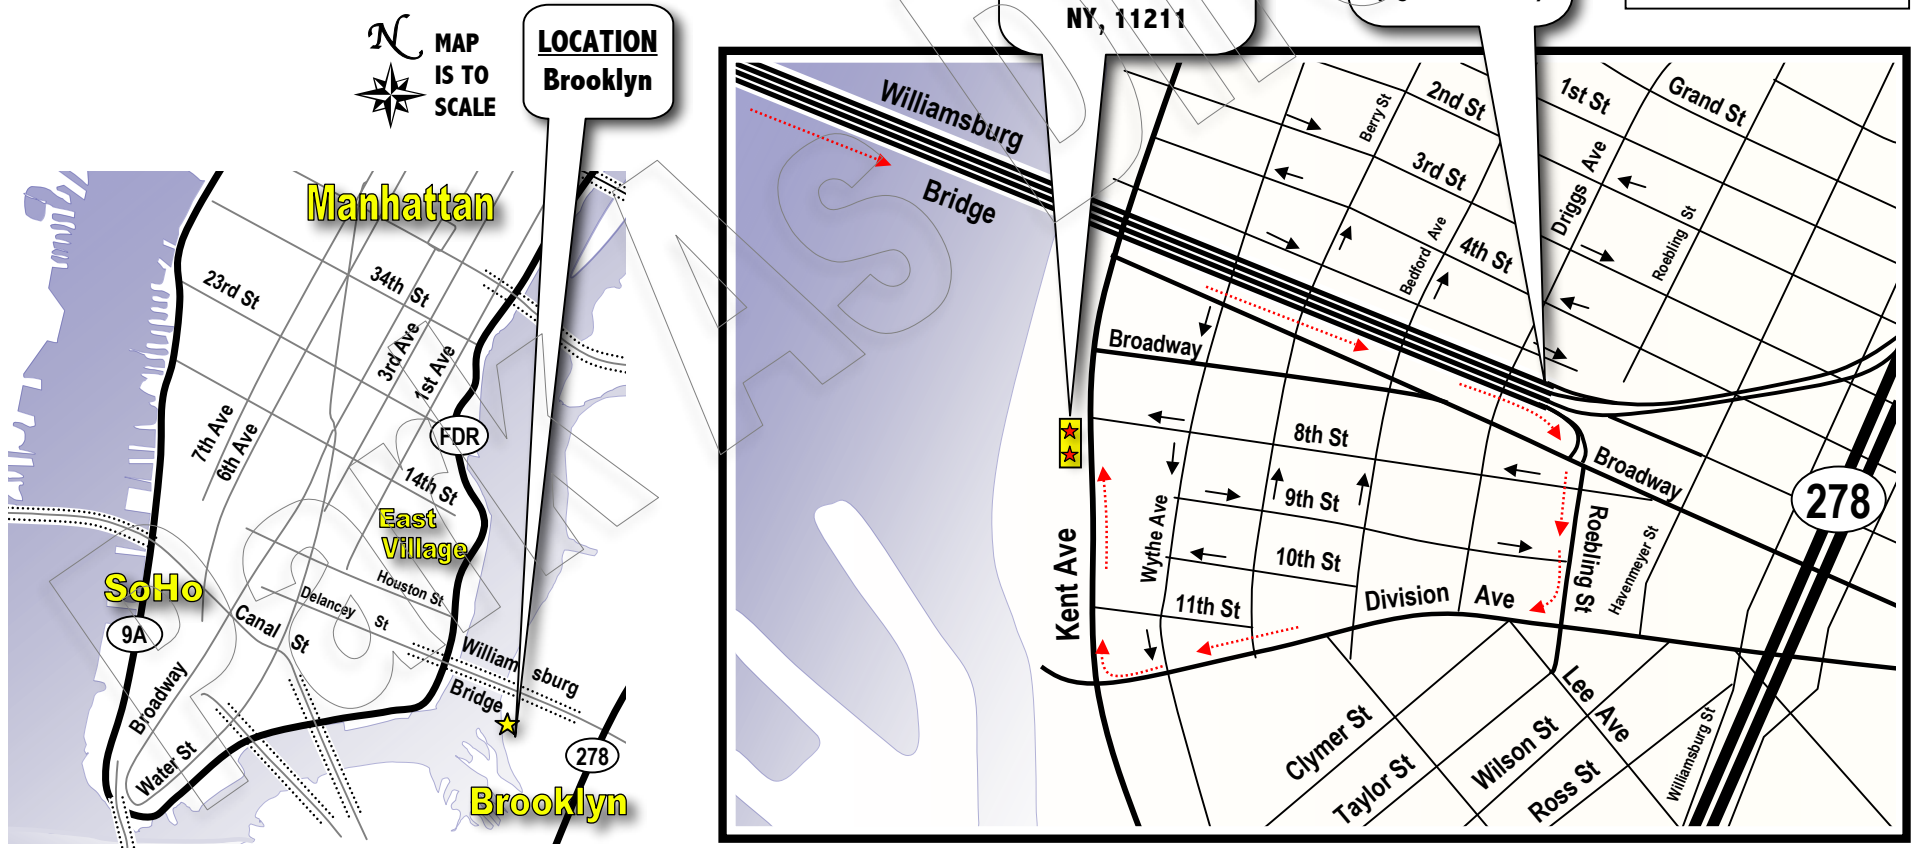 N
MAP
IS TO
SCALE
LOCATION
Brooklyn
NY, 11211
Manhattan
23rd St
34th St
3rd Ave
1st Ave
7th Ave
6th Ave
FDR
14th St
East
Village
SoHo
Houston St
Delancey St
Canal St
9A
Broadway
Water St
Williamsburg
Bridge
278
Brooklyn
Williamsburg
Bridge
Berry St
2nd St
1st St
Grand St
3rd St
Driggs Ave
Roebling St
Bedford Ave
4th St
Broadway
8th St
Broadway
278
9th St
Wythe Ave
Kent Ave
10th St
Roebling St
Havenmeyer St
11th St
Division Ave
Lee Ave
Clymer St
Taylor St
Wilson St
Ross St
Williamsburg St